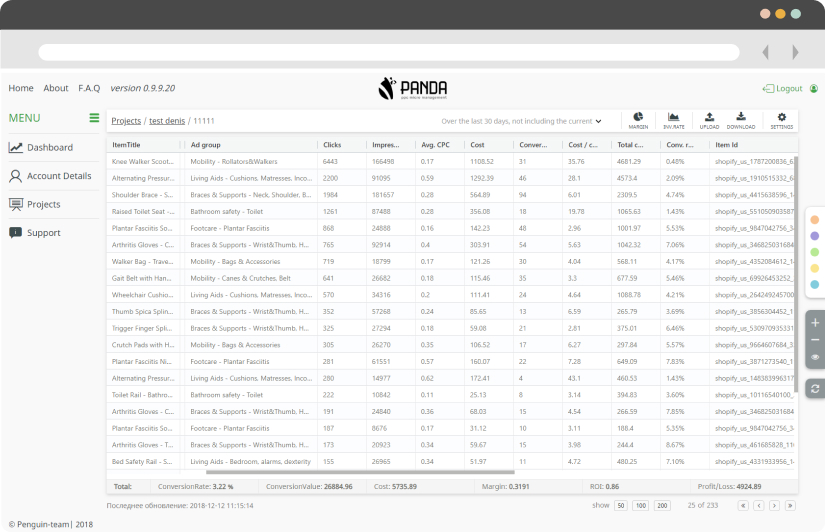 Home About F.A.Q version 0.9.9.20 PANDA Logout
MENU
Dashboard
Account Details
Projects
Support
Projects / test denis / 11111 Over the last 30 days, not including the current MARGIN INV.RATE UPLOAD DOWNLOAD SETTINGS
ItemTitle Ad group Clicks Impres... Avg. CPC Cost Conver... Cost / c... Total c... Conv. r... Item Id
Knee Walker Scoot... Mobility - Rollators&Walkers 6443 166498 0.17 1108.52 31 35.76 4681.29 0.48% shopify_us_1787200836_6
Alternating Pressur... Living Aids - Cushions, Matresses, Inco... 2200 91095 0.59 1292.39 46 28.1 4573.4 2.09% shopify_us_1910515332_6
Shoulder Brace - S... Braces & Supports - Neck, Shoulder, B... 1984 181657 0.28 564.89 94 6.01 2309.5 4.74% shopify_us_4415638596_1
Raised Toilet Seat -... Bathroom safety - Toilet 1261 87488 0.28 356.08 18 19.78 1065.63 1.43% shopify_us_551050903587
Plantar Fasciitis So... Footcare - Plantar Fasciitis 868 24888 0.16 142.23 48 2.96 1001.97 5.53% shopify_us_9847042756_3
Arthritis Gloves - C... Braces & Supports - Wrist&Thumb, H... 765 92914 0.4 303.91 54 5.63 1042.32 7.06% shopify_us_346825031684
Walker Bag - Trave... Mobility - Bags & Accessories 719 18799 0.17 121.26 30 4.04 568.11 4.17% shopify_us_4352084612_1
Gait Belt with Han... Mobility - Canes & Crutches, Belt 641 26682 0.18 115.46 35 3.3 677.59 5.46% shopify_us_69926453252_
Wheelchair Cushio... Living Aids - Cushions, Matresses, Inco... 570 34316 0.2 111.41 24 4.64 1088.78 4.21% shopify_us_264249245700
Thumb Spica Splin... Braces & Supports - Wrist&Thumb, H... 352 57268 0.24 85.65 13 6.59 265.79 3.69% shopify_us_3856304452_1
Trigger Finger Spli... Braces & Supports - Wrist&Thumb, H... 325 27294 0.18 59.08 21 2.81 375.01 6.46% shopify_us_530970935331
Crutch Pads with H... Mobility - Bags & Accessories 305 26270 0.35 106.52 17 6.27 297.84 5.57% shopify_us_9664607684_3
Plantar Fasciitis Ni... Footcare - Plantar Fasciitis 281 61551 0.57 160.07 22 7.28 649.09 7.83% shopify_us_3871273540_1
Alternating Pressur... Living Aids - Cushions, Matresses, Inco... 280 14977 0.62 172.41 4 43.1 460.53 1.43% shopify_us_148383996317
Toilet Rail - Bathro... Bathroom safety - Toilet 222 10842 0.11 25.13 8 3.14 394.83 3.60% shopify_us_10116540100_
Arthritis Gloves - C... Braces & Supports - Wrist&Thumb, H... 191 24840 0.36 68.03 15 4.54 266.59 7.85% shopify_us_346825031684
Plantar Fasciitis So... Footcare - Plantar Fasciitis 187 8676 0.17 31.12 10 3.11 188.4 5.35% shopify_us_9847042756_3
Arthritis Gloves - T... Braces & Supports - Wrist&Thumb, H... 173 20923 0.34 59.67 15 3.98 244.4 8.67% shopify_us_461685828_11
Bed Safety Rail - S... Living Aids - Bedroom, alarms, dexterity 155 26965 0.34 51.97 11 4.72 480.25 7.10% shopify_us_4331933956_1
Total: ConversionRate: 3.22 % ConversionValue: 26884.96 Cost: 5735.89 Margin: 0.3191 ROI: 0.86 Profit/Loss: 4924.89
Последнее обновление: 2018-12-12 11:15:14 show 50 100 200 25 of 233
© Penguin-team| 2018